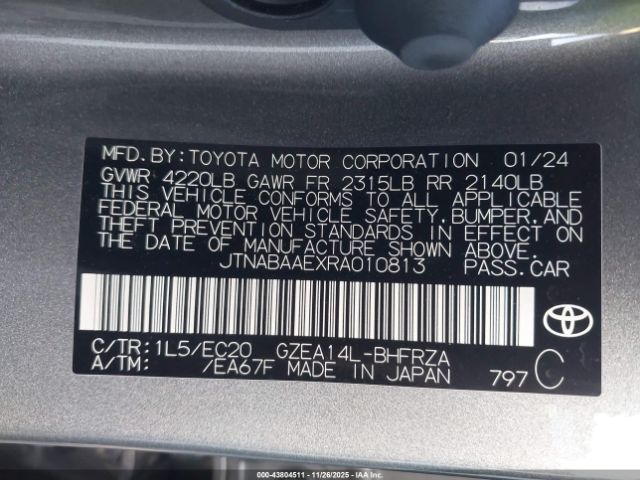 MFD.BY:TOYOTA MOTOR CORPORATION 01/24
GVWR 4220LB GAWR FR 2315LB RR 2140LB
THIS VEHICLE CONFORMS TO ALL APPLICABLE
FEDERAL MOTOR VEHICLE SAFETY,BUMPER,AND
THEFT PREVENTION STANDARDS IN EFFECT ON
THE DATE OF MANUFACTURE SHOWN ABOVE.
JTNABAAEXRA010813 PASS.CAR
C/TR:1L5/EC20 GZEA14L-BHFRZA
A/TM: /EA67F MADE IN JAPAN 797 C
000-43804511 - 11/26/2025 - IAAI.COM